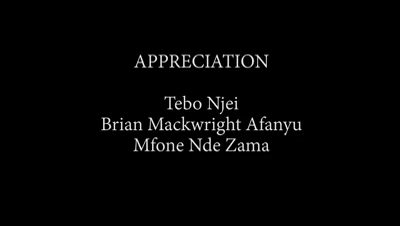 APPRECIATION
Tebo Njei
Brian Mackwright Afanyu
Mfone Nde Zama